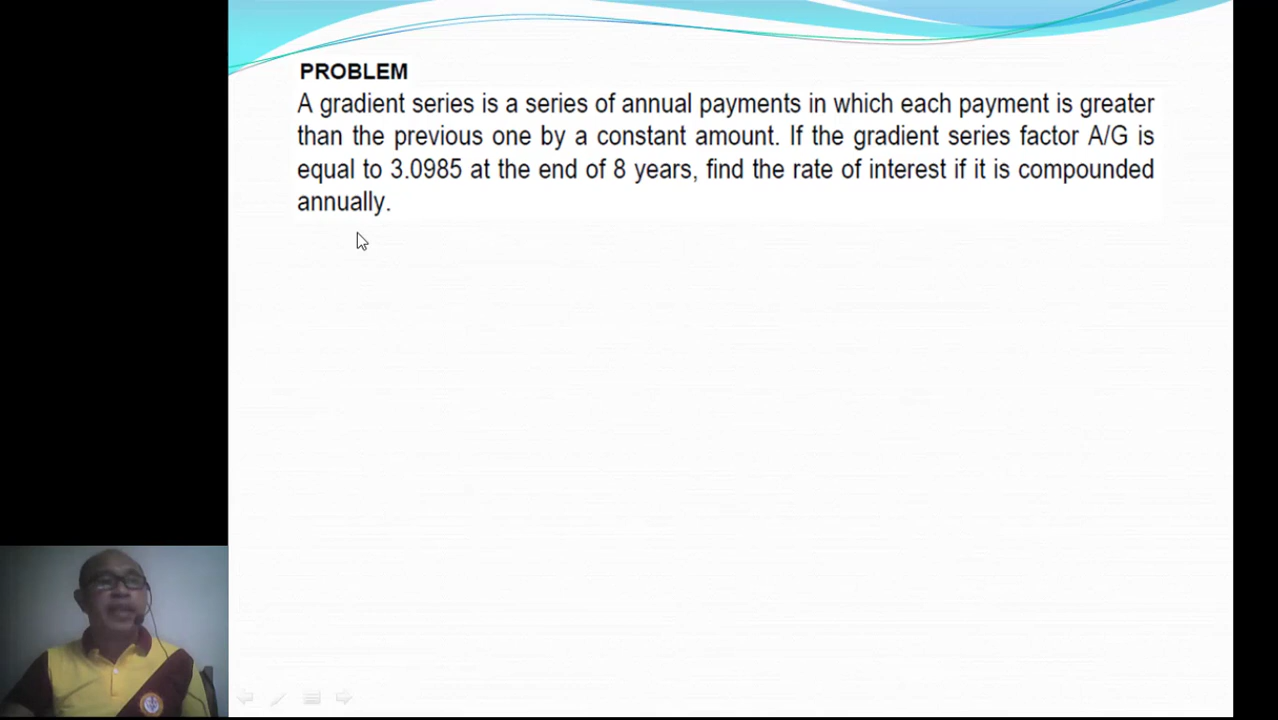 PROBLEM
A gradient series is a series of annual payments in which each payment is greater
than the previous one by a constant amount. If the gradient series factor A/G is
equal to 3.0985 at the end of 8 years, find the rate of interest if it is compounded
annually.